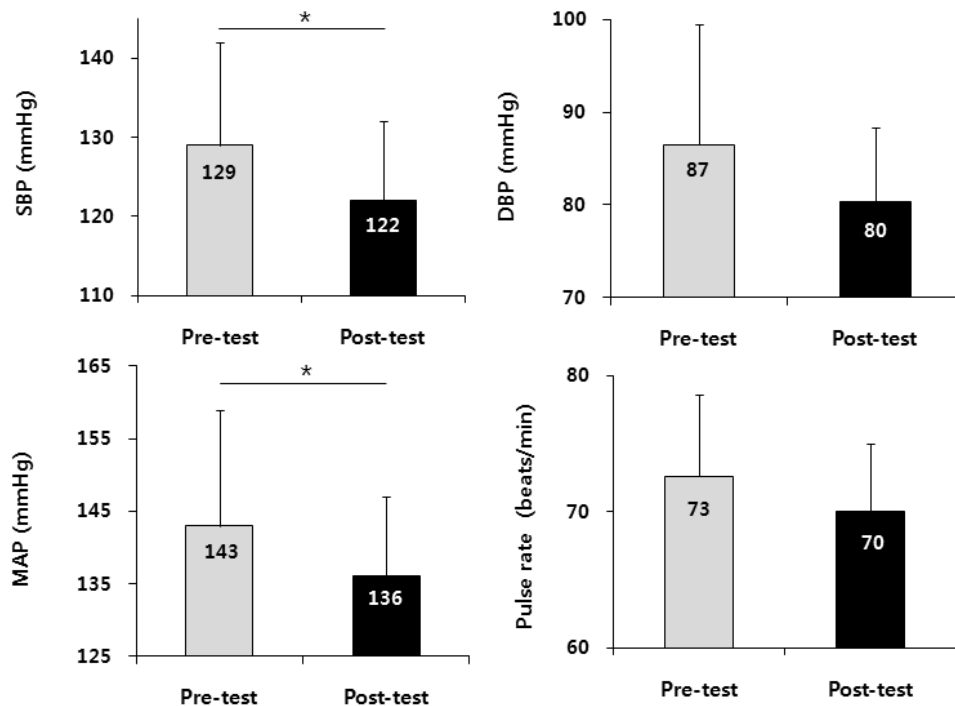 SBP (mmHg)
140
130
120
110
*
129
122
Pre-test
Post-test
DBP (mmHg)
100
90
80
70
87
80
Pre-test
Post-test
MAP (mmHg)
165
155
145
135
125
*
143
136
Pre-test
Post-test
Pulse rate (beats/min)
80
70
60
73
70
Pre-test
Post-test